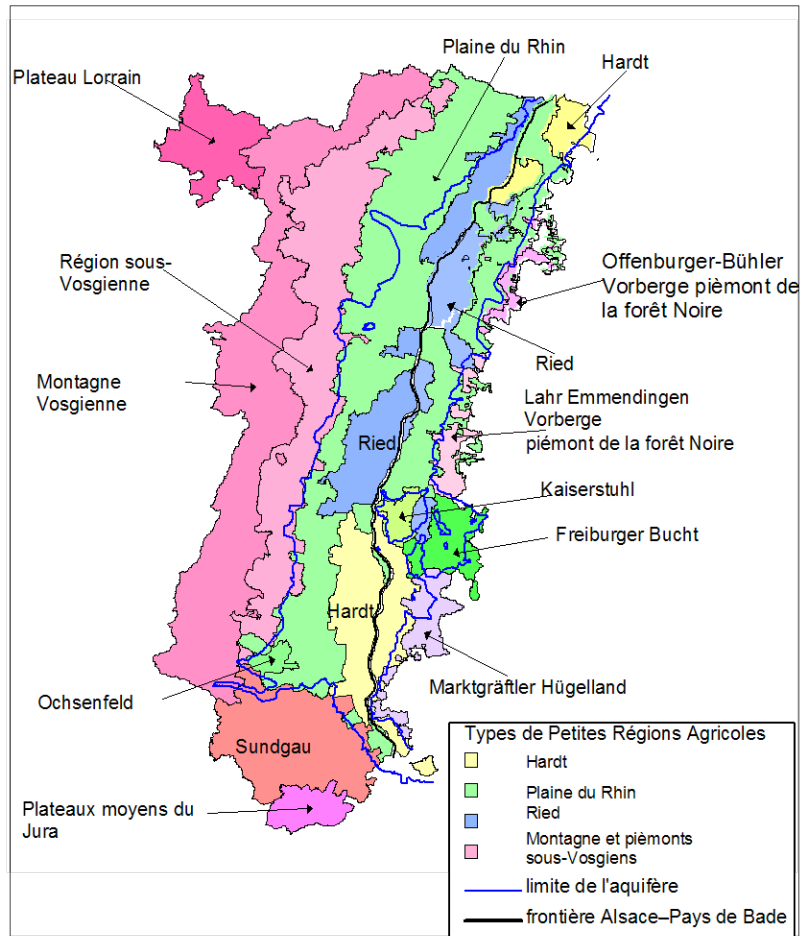 Plaine du Rhin
Hardt
Plateau Lorrain
Région sous-
Vosgienne
Offenburger-Bühler
Vorberge pièmont de
la forêt Noire
Montagne
Vosgienne
Ried
Lahr Emmendingen
Vorberge
piémont de la forêt Noire
Ried
Kaiserstuhl
Freiburger Bucht
Hardt
Marktgräftler Hügelland
Ochsenfeld
Sundgau
Plateaux moyens du
Jura
Types de Petites Régions Agricoles
Hardt
Plaine du Rhin
Ried
Montagne et pièmonts
sous-Vosgiens
limite de l'aquifère
frontière Alsace–Pays de Bade